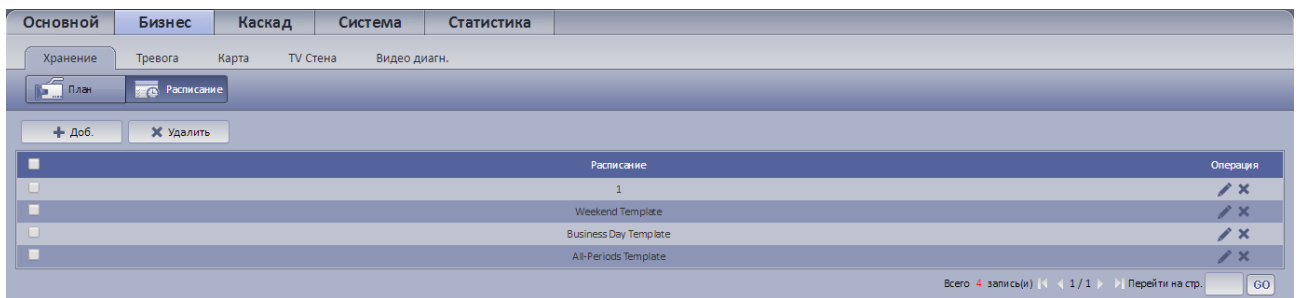 Основной Бизнес Каскад Система Статистика
Хранение Тревога Карта TV Стена Видео диагн.
План Расписание
Доб. Удалить
Расписание Операция
1
Weekend Template
Business Day Template
All-Periods Template
Всего 4 запись(и) 1 / 1 Перейти на стр. GO